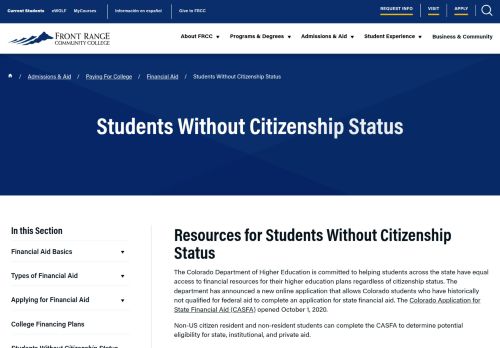 Current Students eWOLF MyCourses Información en español Give to FRCC REQUEST INFO VISIT APPLY
FRONT RANGE
COMMUNITY COLLEGE
About FRCC Programs & Degrees Admissions & Aid Student Experience Business & Community
/ Admissions & Aid / Paying For College / Financial Aid / Students Without Citizenship Status
Students Without Citizenship Status
In this Section
Financial Aid Basics
Types of Financial Aid
Applying for Financial Aid
College Financing Plans
Students Without Citizenship Status
Resources for Students Without Citizenship
Status
The Colorado Department of Higher Education is committed to helping students across the state have equal
access to financial resources for their higher education plans regardless of citizenship status. The
department has announced a new online application that allows Colorado students who have historically
not qualified for federal aid to complete an application for state financial aid. The Colorado Application for
State Financial Aid (CASFA) opened October 1, 2020.
Non-US citizen resident and non-resident students can complete the CASFA to determine potential
eligibility for state, institutional, and private aid.